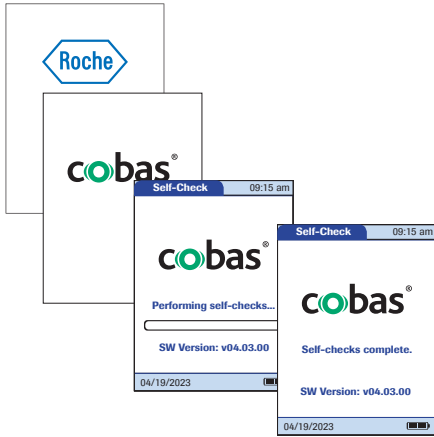 Roche
cobas®
Self-Check 09:15 am
cobas®
Performing self-checks...
SW Version: v04.03.00
04/19/2023
Self-Check 09:15 am
cobas®
Self-checks complete.
SW Version: v04.03.00
04/19/2023